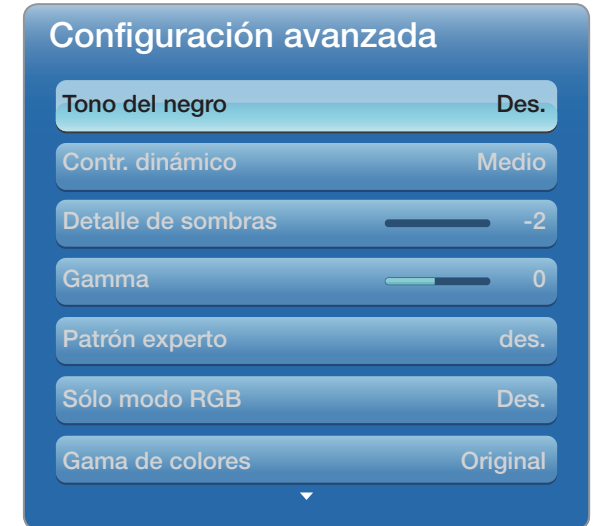 Configuración avanzada
Tono del negro Des.
Contr. dinámico Medio
Detalle de sombras -2
Gamma 0
Patrón experto des.
Sólo modo RGB Des.
Gama de colores Original